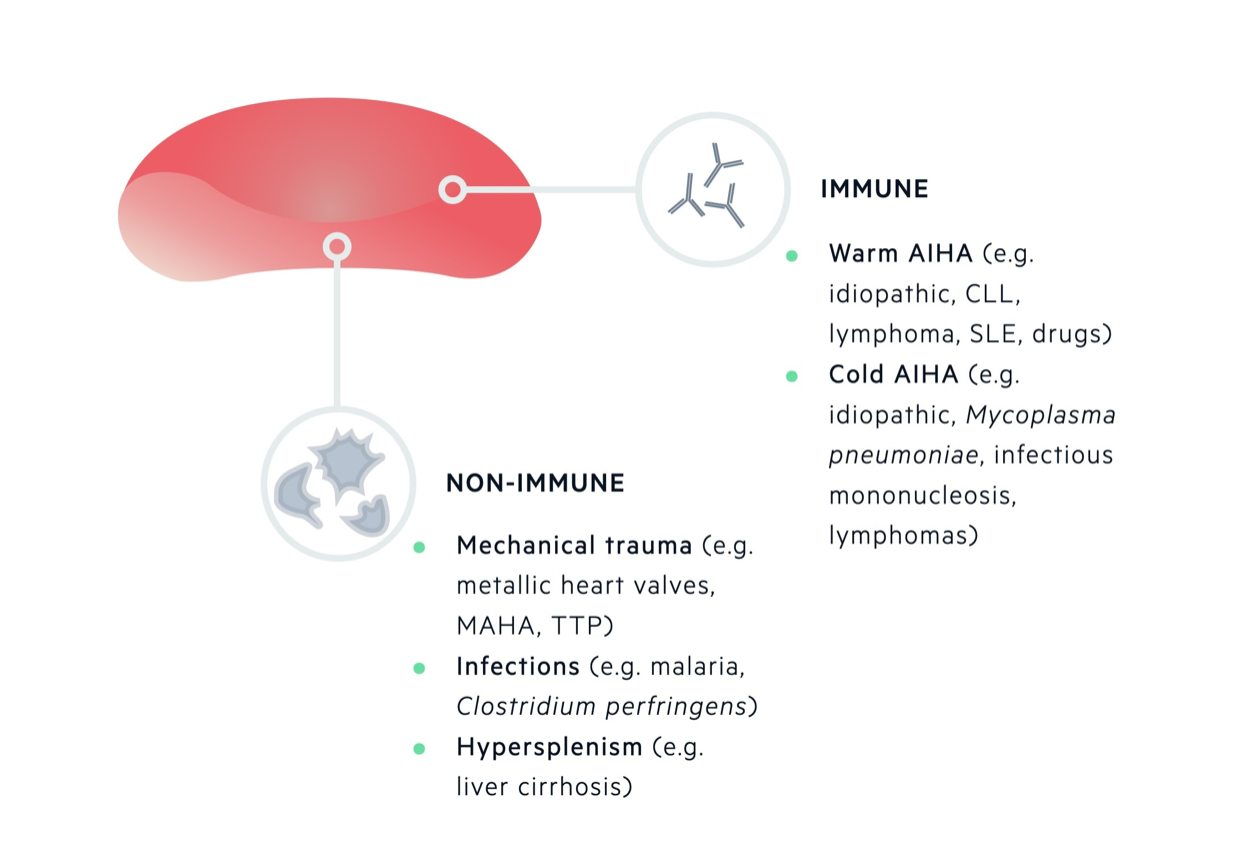 IMMUNE
Warm AIHA (e.g.
idiopathic, CLL,
lymphoma, SLE, drugs)
Cold AIHA (e.g.
idiopathic, Mycoplasma
pneumoniae, infectious
mononucleosis,
lymphomas)
NON-IMMUNE
Mechanical trauma (e.g.
metallic heart valves,
MAHA, TTP)
Infections (e.g. malaria,
Clostridium perfringens)
Hypersplenism (e.g.
liver cirrhosis)